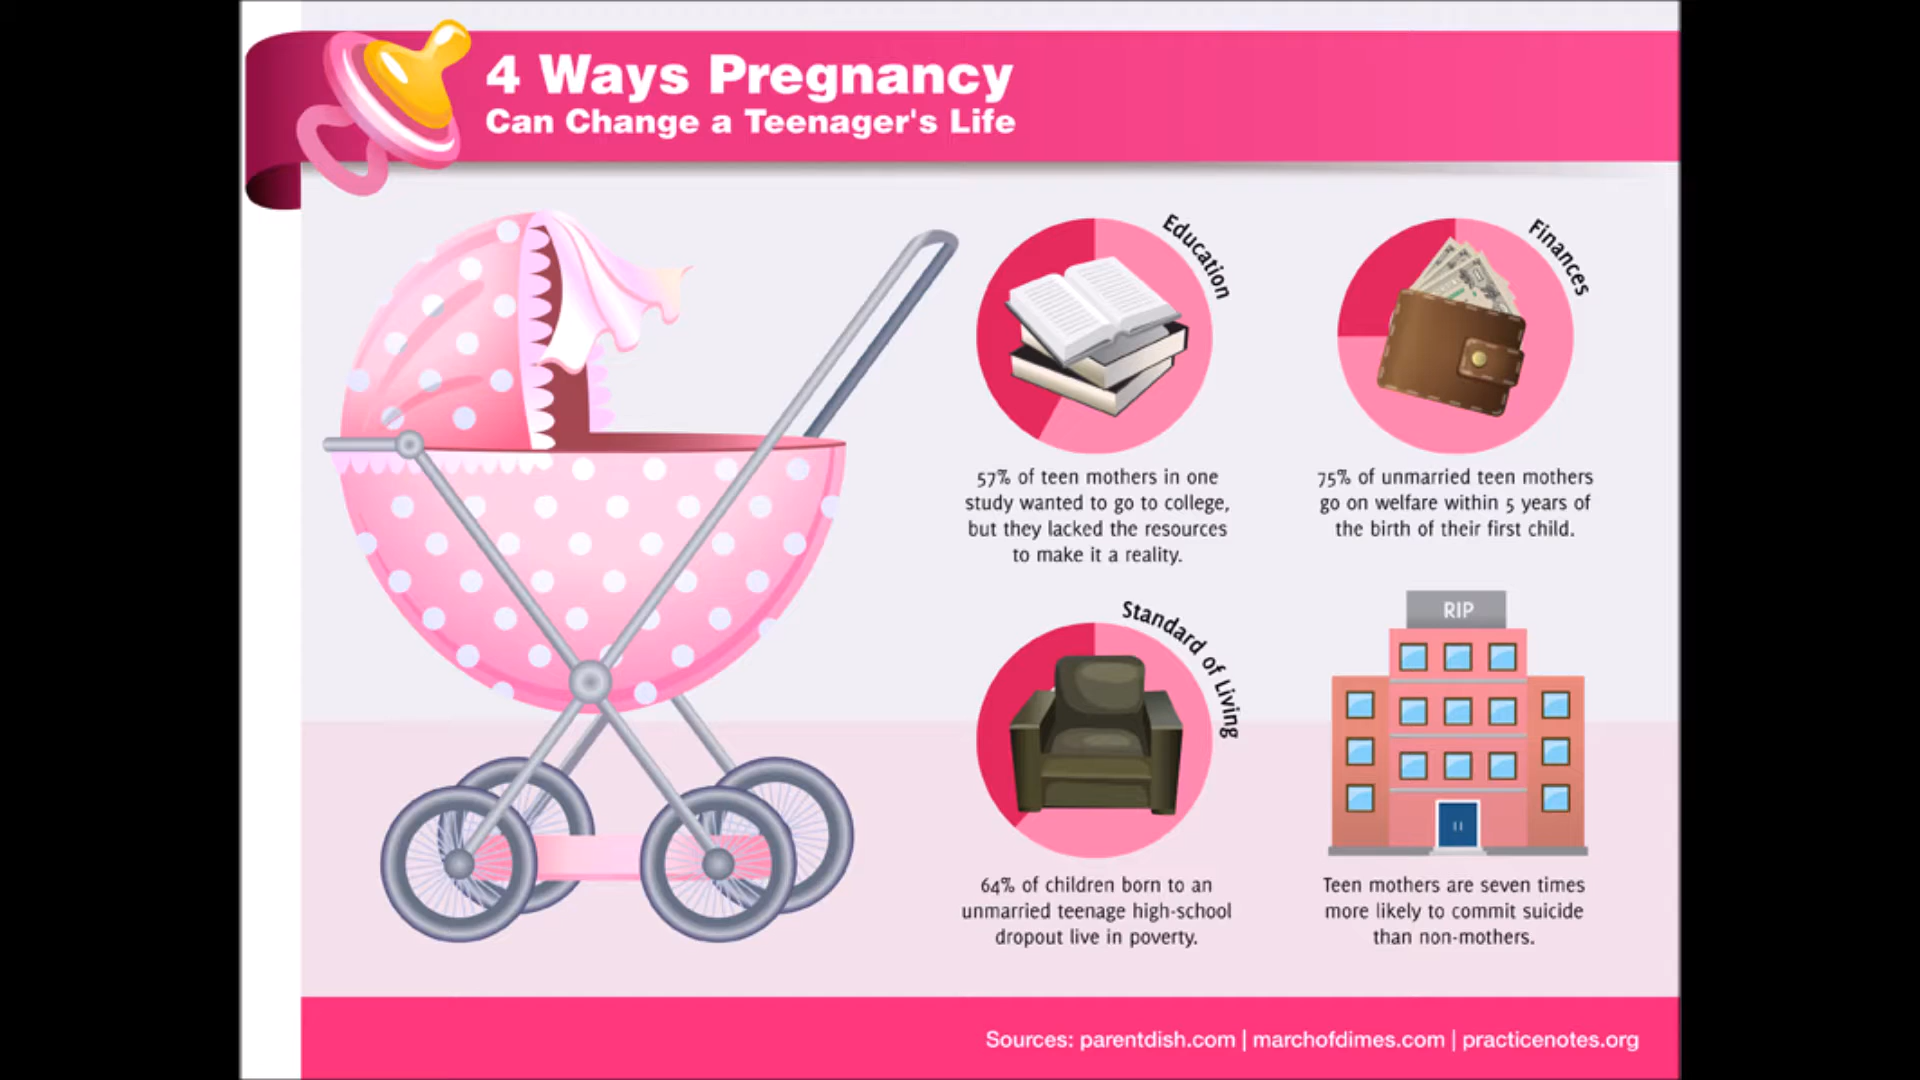 4 Ways Pregnancy
Can Change a Teenager's Life
Education
57% of teen mothers in one
study wanted to go to college,
but they lacked the resources
to make it a reality.
Finances
75% of unmarried teen mothers
go on welfare within 5 years of
the birth of their first child.
Standard of Living
64% of children born to an
unmarried teenage high-school
dropout live in poverty.
RIP
Teen mothers are seven times
more likely to commit suicide
than non-mothers.
Sources: parentdish.com | marchofdimes.com | practicenotes.org